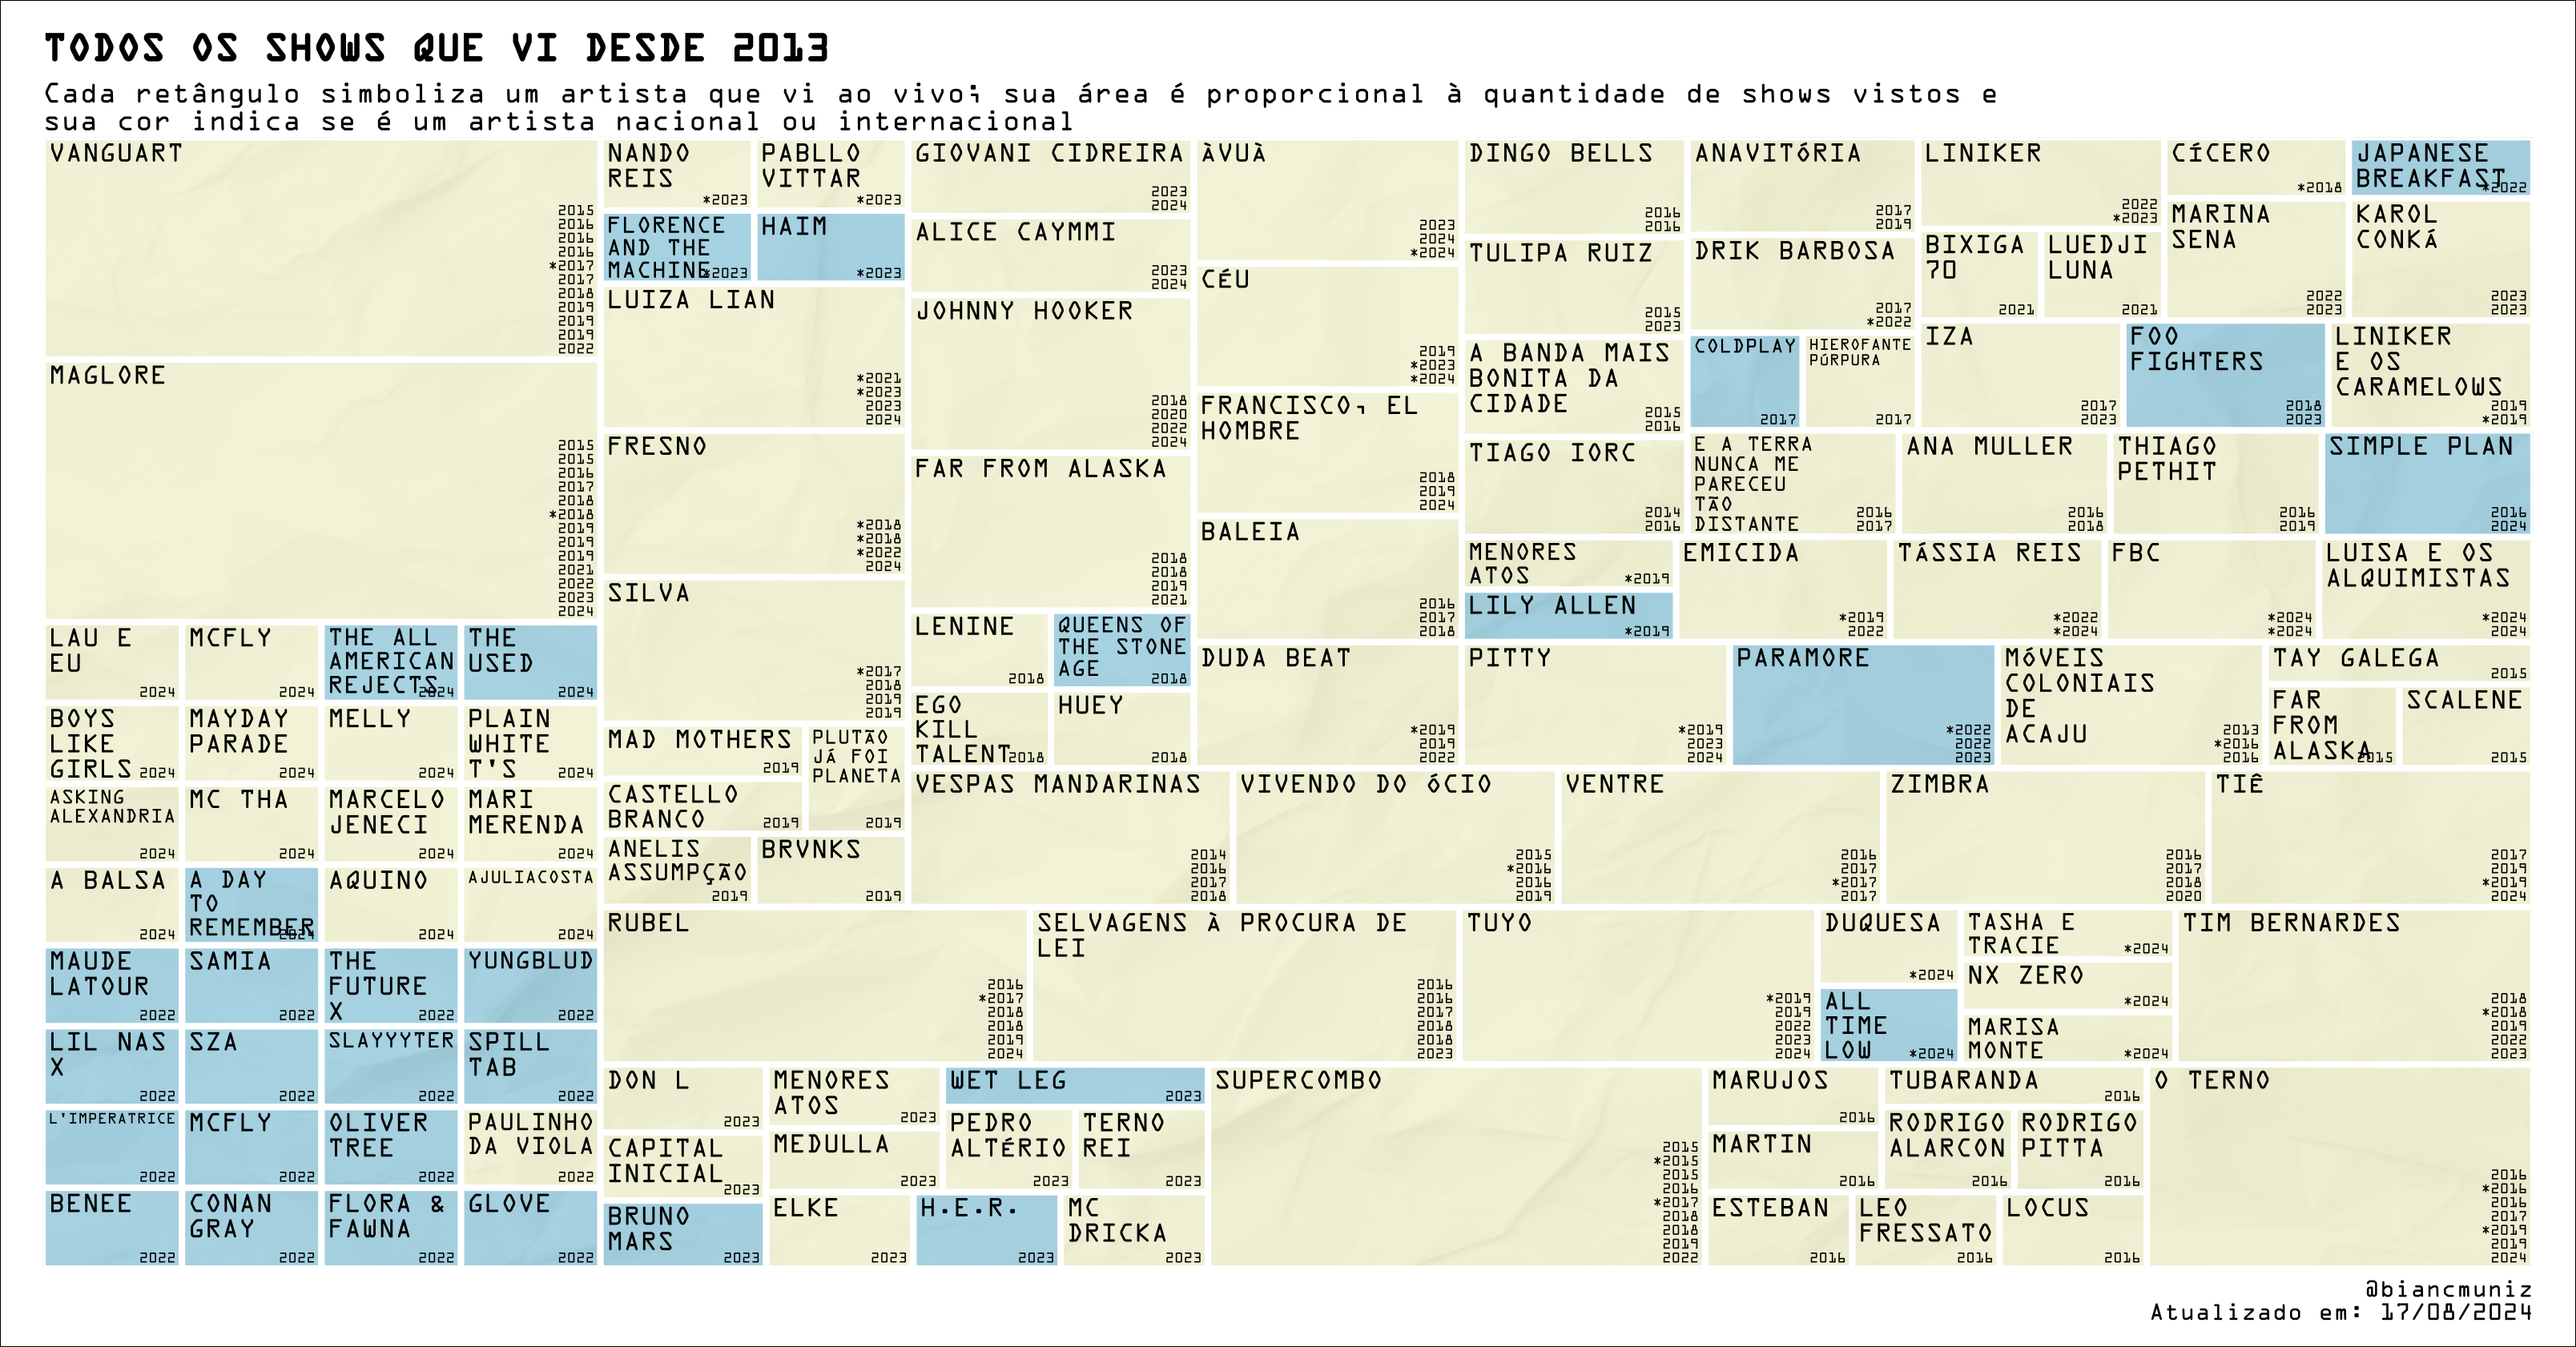 TODOS OS SHOWS QUE VI DESDE 2013
Cada retângulo simboliza um artista que vi ao vivo; sua área é proporcional à quantidade de shows vistos e
sua cor indica se é um artista nacional ou internacional
VANGUART
2015
2016
2016
2016
*2017
2017
2018
2019
2019
2019
2022
MAGLORE
2015
2015
2016
2017
2018
*2018
2019
2019
2019
2021
2022
2023
2024
LAU E
EU
2024
MCFLY
2024
THE ALL
AMERICAN
REJECTS
2024
THE
USED
2024
BOYS
LIKE
GIRLS
2024
MAYDAY
PARADE
2024
MELLY
2024
PLAIN
WHITE
T'S
2024
ASKING
ALEXANDRIA
2024
MC THA
2024
MARCELO
JENECI
2024
MARI
MERENDA
2024
A BALSA
2024
A DAY
TO
REMEMBER
2024
AQUINO
2024
AJULIACOSTA
2024
MAUDE
LATOUR
2022
SAMIA
2022
THE
FUTURE
X
2022
YUNGBLUD
2022
LIL NAS
X
2022
SZA
2022
SLAYYYTER
2022
SPILL
TAB
2022
L'IMPERATRICE
2022
MCFLY
2022
OLIVER
TREE
2022
PAULINHO
DA VIOLA
2022
BENEE
2022
CONAN
GRAY
2022
FLORA &
FAWNA
2022
GLOVE
2022
NANDO
REIS
*2023
PABLLO
VITTAR
*2023
FLORENCE
AND THE
MACHINE
*2023
HAIM
*2023
LUIZA LIAN
*2021
*2023
2023
2024
FRESNO
*2018
*2018
*2022
2024
SILVA
*2017
2018
2019
2019
MAD MOTHERS
2019
PLUTÃO
JÁ FOI
PLANETA
2019
CASTELLO
BRANCO
2019
ANELIS
ASSUMPÇÃO
2019
BRVNKS
2019
GIOVANI CIDREIRA
2023
2024
ALICE CAYMMI
2023
2024
JOHNNY HOOKER
2018
2020
2022
2024
FAR FROM ALASKA
2018
2018
2019
2021
LENINE
2018
QUEENS OF
THE STONE
AGE
2018
EGO
KILL
TALENT
2018
HUEY
2018
ÀVUÀ
2023
2024
*2024
CÉU
2019
*2023
*2024
FRANCISCO, EL
HOMBRE
2018
2019
2024
BALEIA
2016
2017
2018
DUDA BEAT
*2019
2019
2022
DINGO BELLS
2016
2016
TULIPA RUIZ
2015
2023
A BANDA MAIS
BONITA DA
CIDADE
2015
2016
TIAGO IORC
2014
2016
ANAVITÓRIA
2017
2019
DRIK BARBOSA
2017
*2022
COLDPLAY
2017
HIEROFANTE
PÚRPURA
2017
E A TERRA
NUNCA ME
PARECEU
TÃO
DISTANTE
2016
2017
LINIKER
2022
*2023
BIXIGA
70
2021
LUEDJI
LUNA
2021
IZA
2017
2023
CÍCERO
*2018
JAPANESE
BREAKFAST
*2022
MARINA
SENA
2022
2023
KAROL
CONKÁ
2023
2023
FOO
FIGHTERS
2018
2023
LINIKER
E OS
CARAMELOWS
2019
*2019
ANA MULLER
2016
2018
THIAGO
PETHIT
2016
2019
SIMPLE PLAN
2016
2024
MENORES
ATOS
*2019
LILY ALLEN
*2019
EMICIDA
*2019
2022
TÁSSIA REIS
*2022
*2024
FBC
*2024
*2024
LUISA E OS
ALQUIMISTAS
*2024
2024
PITTY
*2019
2023
2024
PARAMORE
*2022
2022
2023
MÓVEIS
COLONIAIS
DE
ACAJU
2013
*2016
2016
TAY GALEGA
2015
FAR
FROM
ALASKA
2015
SCALENE
2015
VESPAS MANDARINAS
2014
2016
2017
2018
VIVENDO DO ÓCIO
2015
*2016
2016
2019
VENTRE
2016
2017
*2017
2017
ZIMBRA
2016
2017
2018
2020
TIÊ
2017
2017
*2019
2024
RUBEL
2016
*2017
2018
2018
2019
2024
SELVAGENS À PROCURA DE
LEI
2016
2016
2017
2018
2018
2023
TUYO
*2019
2019
2022
2023
2024
DUQUESA
*2024
ALL
TIME
LOW
*2024
TASHA E
TRACIE
*2024
NX ZERO
*2024
MARISA
MONTE
*2024
TIM BERNARDES
2018
*2018
2019
2022
2023
DON L
2023
CAPITAL
INICIAL
2023
BRUNO
MARS
2023
MENORES
ATOS
2023
MEDULLA
2023
ELKE
2023
WET LEG
2023
PEDRO
ALTÉRIO
2023
TERNO
REI
2023
H.E.R.
2023
MC
DRICKA
2023
SUPERCOMBO
2015
*2015
2015
2016
*2017
2018
2018
2019
2022
MARUJOS
2016
MARTIN
2016
ESTEBAN
2016
TUBARANDA
2016
RODRIGO
ALARCON
2016
RODRIGO
PITTA
2016
LEO
FRESSATO
2016
LOCUS
2016
O TERNO
2016
*2016
2016
2017
*2019
2019
2024
@biancmuniz
Atualizado em: 17/08/2024